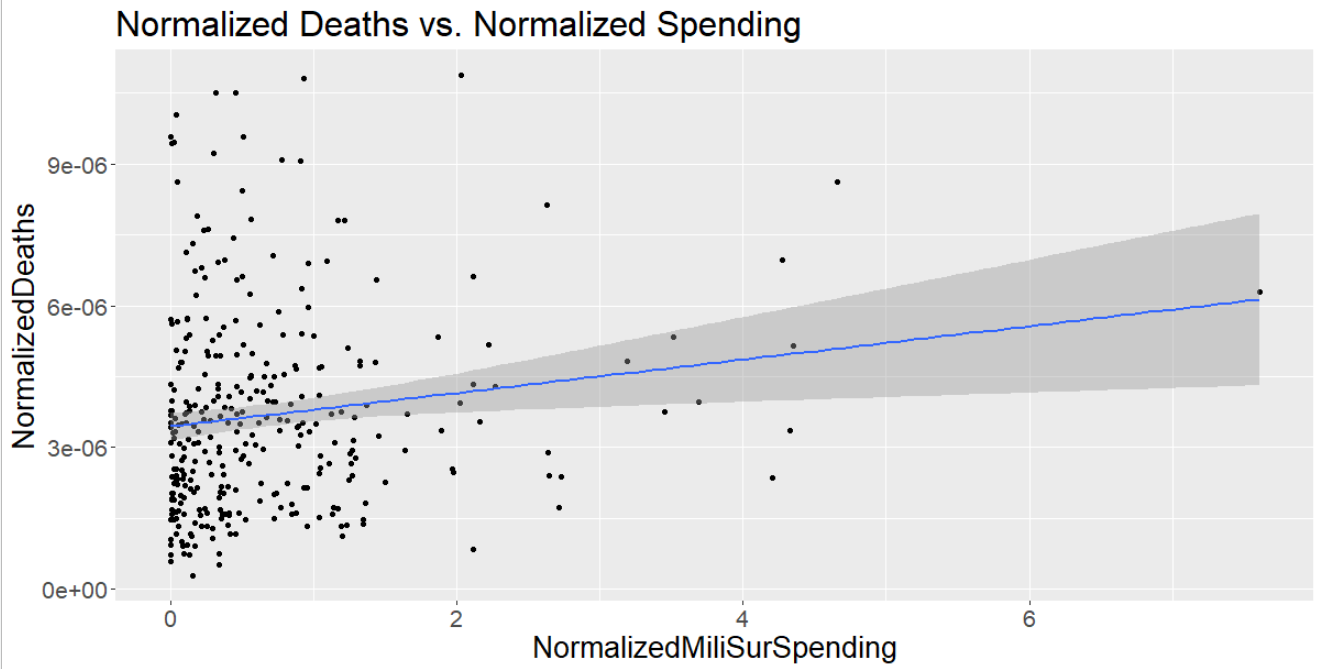 Normalized Deaths vs. Normalized Spending
NormalizedDeaths
9e-06
6e-06
3e-06
0e+00
0
2
4
6
NormalizedMiliSurSpending